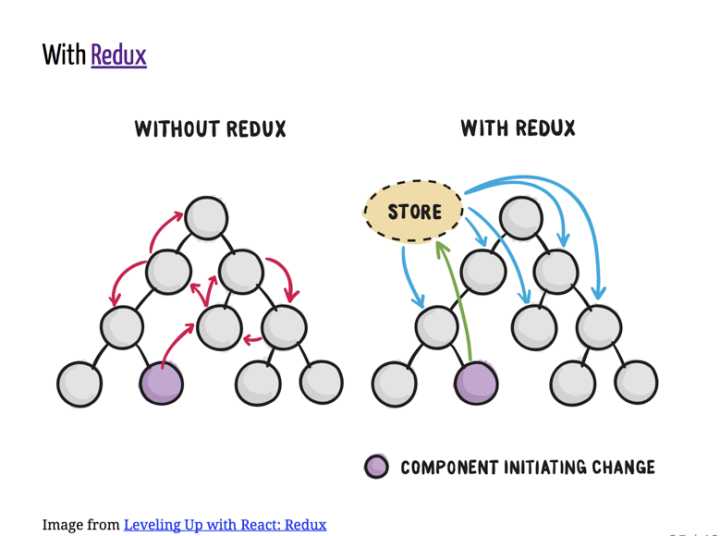 With Redux
WITHOUT REDUX
WITH REDUX
STORE
COMPONENT INITIATING CHANGE
Image from Leveling Up with React: Redux